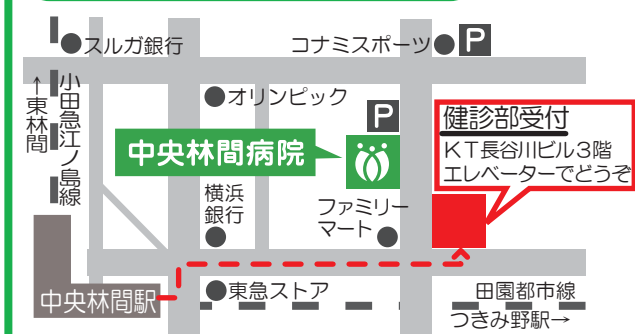 スルガ銀行
コナミスポーツ
P
←東林間
小田急江ノ島線
オリンピック
P
健診部受付
KT長谷川ビル3階
エレベーターでどうぞ
中央林間病院
横浜
銀行
ファミリー
マート
中央林間駅
東急ストア
田園都市線
つきみ野駅→